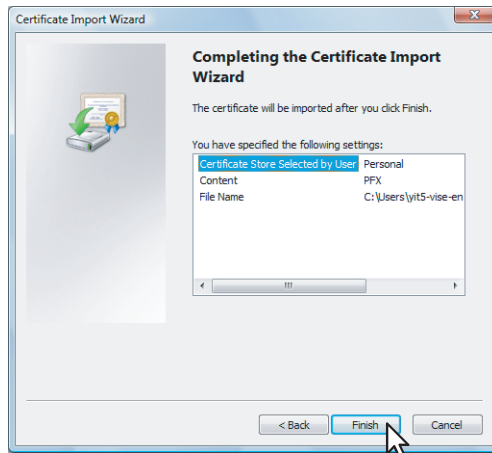 Certificate Import Wizard
Completing the Certificate Import
Wizard
The certificate will be imported after you click Finish.
You have specified the following settings:
Certificate Store Selected by User Personal
Content PFX
File Name C:\Users\yit5-vise-en
< Back Finish Cancel